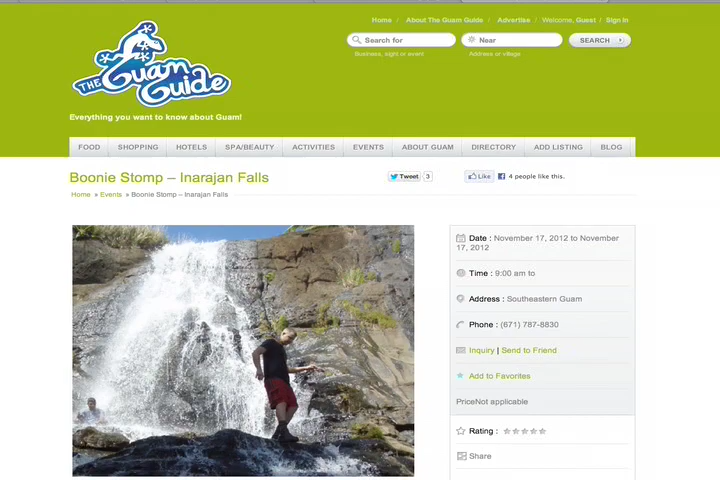 Home / About The Guam Guide / Advertise / Welcome, Guest / Sign in
Search for
Near
SEARCH
Business, sight or event
Address or village
THE Guam Guide
Everything you want to know about Guam!
FOOD SHOPPING HOTELS SPA/BEAUTY ACTIVITIES EVENTS ABOUT GUAM DIRECTORY ADD LISTING BLOG
Boonie Stomp – Inarajan Falls
Tweet 3
Like 4 people like this.
Home » Events » Boonie Stomp – Inarajan Falls
Date : November 17, 2012 to November
17, 2012
Time : 9:00 am to
Address : Southeastern Guam
Phone : (671) 787-8830
Inquiry | Send to Friend
Add to Favorites
PriceNot applicable
Rating :
Share